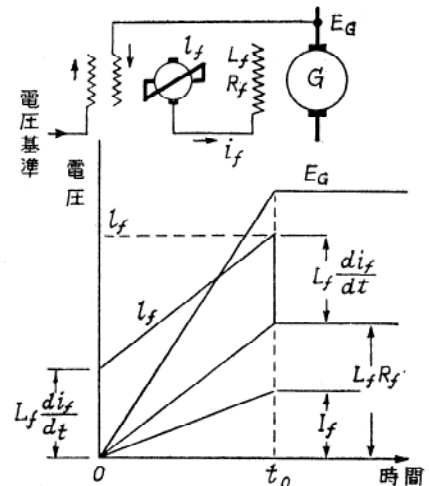 l_f
E_G
L_f
R_f
G
i_f
電圧基準
電圧
E_G
l_f
l_f
L_f di_f/dt
L_f di_f/dt
L_f R_f
I_f
0
t_0
時間